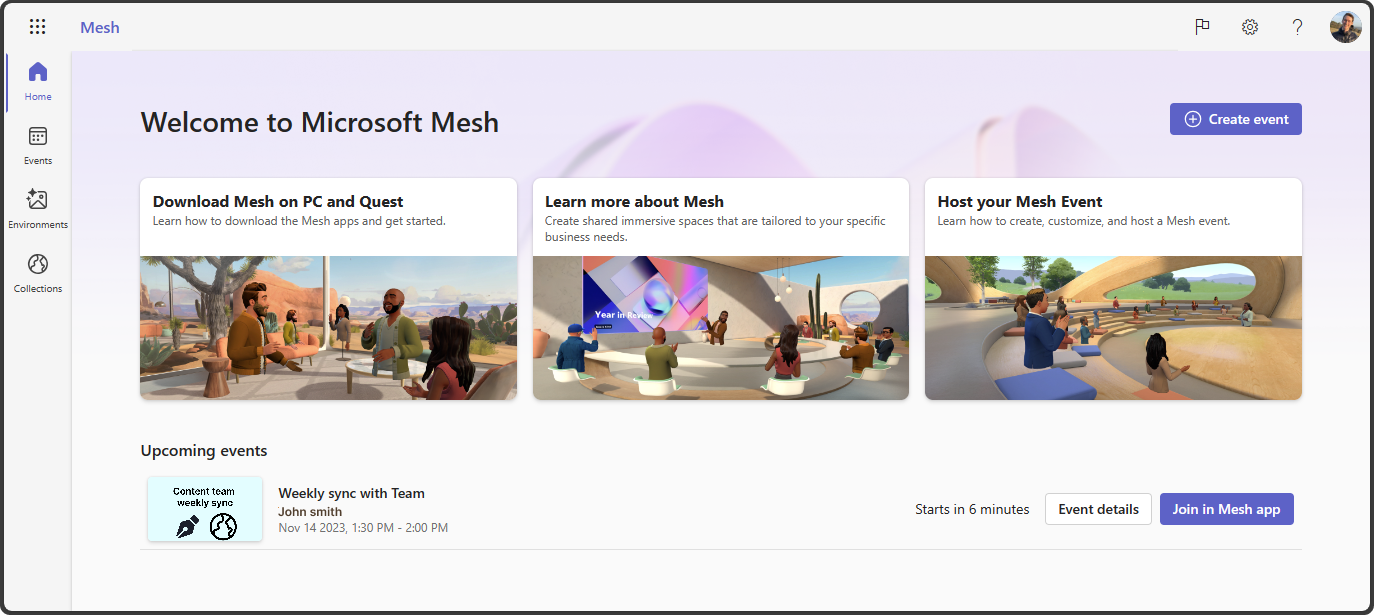 Mesh
Home
Events
Environments
Collections
Welcome to Microsoft Mesh
Create event
Download Mesh on PC and Quest
Learn how to download the Mesh apps and get started.
Learn more about Mesh
Create shared immersive spaces that are tailored to your specific
business needs.
Host your Mesh Event
Learn how to create, customize, and host a Mesh event.
Year in Review
Upcoming events
Content team
weekly sync
Weekly sync with Team
John smith
Nov 14 2023, 1:30 PM - 2:00 PM
Starts in 6 minutes
Event details
Join in Mesh app